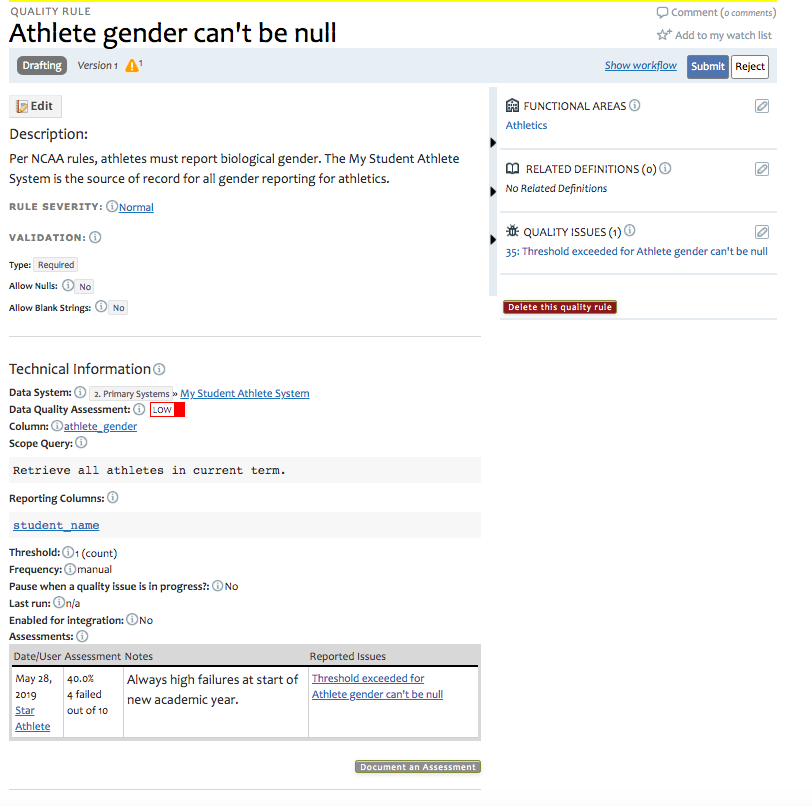 QUALITY RULE
Athlete gender can't be null
Comment (0 comments)
Add to my watch list
Drafting Version 1 1
Show workflow Submit Reject
Edit
Description:
Per NCAA rules, athletes must report biological gender. The My Student Athlete
System is the source of record for all gender reporting for athletics.
RULE SEVERITY: Normal
VALIDATION:
Type: Required
Allow Nulls: No
Allow Blank Strings: No
FUNCTIONAL AREAS
Athletics
RELATED DEFINITIONS (0)
No Related Definitions
QUALITY ISSUES (1)
35: Threshold exceeded for Athlete gender can't be null
Delete this quality rule
Technical Information
Data System: 2. Primary Systems » My Student Athlete System
Data Quality Assessment: LOW
Column: athlete_gender
Scope Query:
Retrieve all athletes in current term.
Reporting Columns:
student_name
Threshold: 1 (count)
Frequency: manual
Pause when a quality issue is in progress?: No
Last run: n/a
Enabled for integration: No
Assessments:
Date/User Assessment Notes Reported Issues
May 28, 40.0% Always high failures at start of Threshold exceeded for
2019 4 failed new academic year. Athlete gender can't be null
Star out of 10
Athlete
Document an Assessment